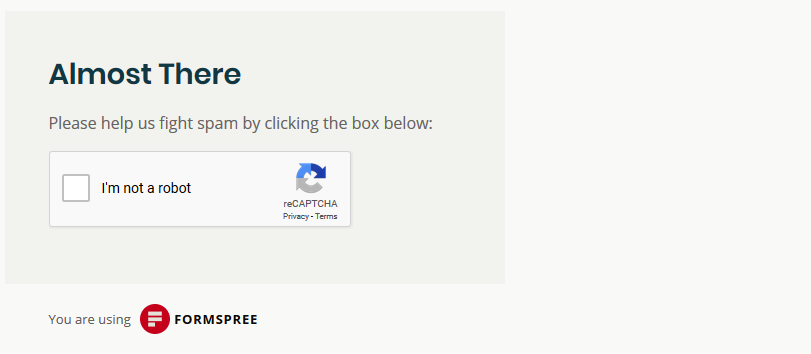 Almost There
Please help us fight spam by clicking the box below:
I'm not a robot
reCAPTCHA
Privacy - Terms
You are using FORMSPREE